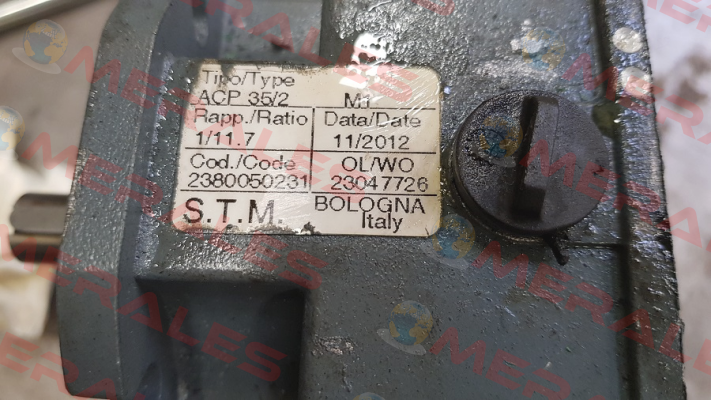 Tipo/Type
ACP 35/2 M1
Rapp./Ratio Data/Date
1/11.7 11/2012
Cod./Code OL/WO
2380050231 23047726
S.T.M. BOLOGNA
Italy
MERALES
MERALES
MERALES
MERALES
MERALES